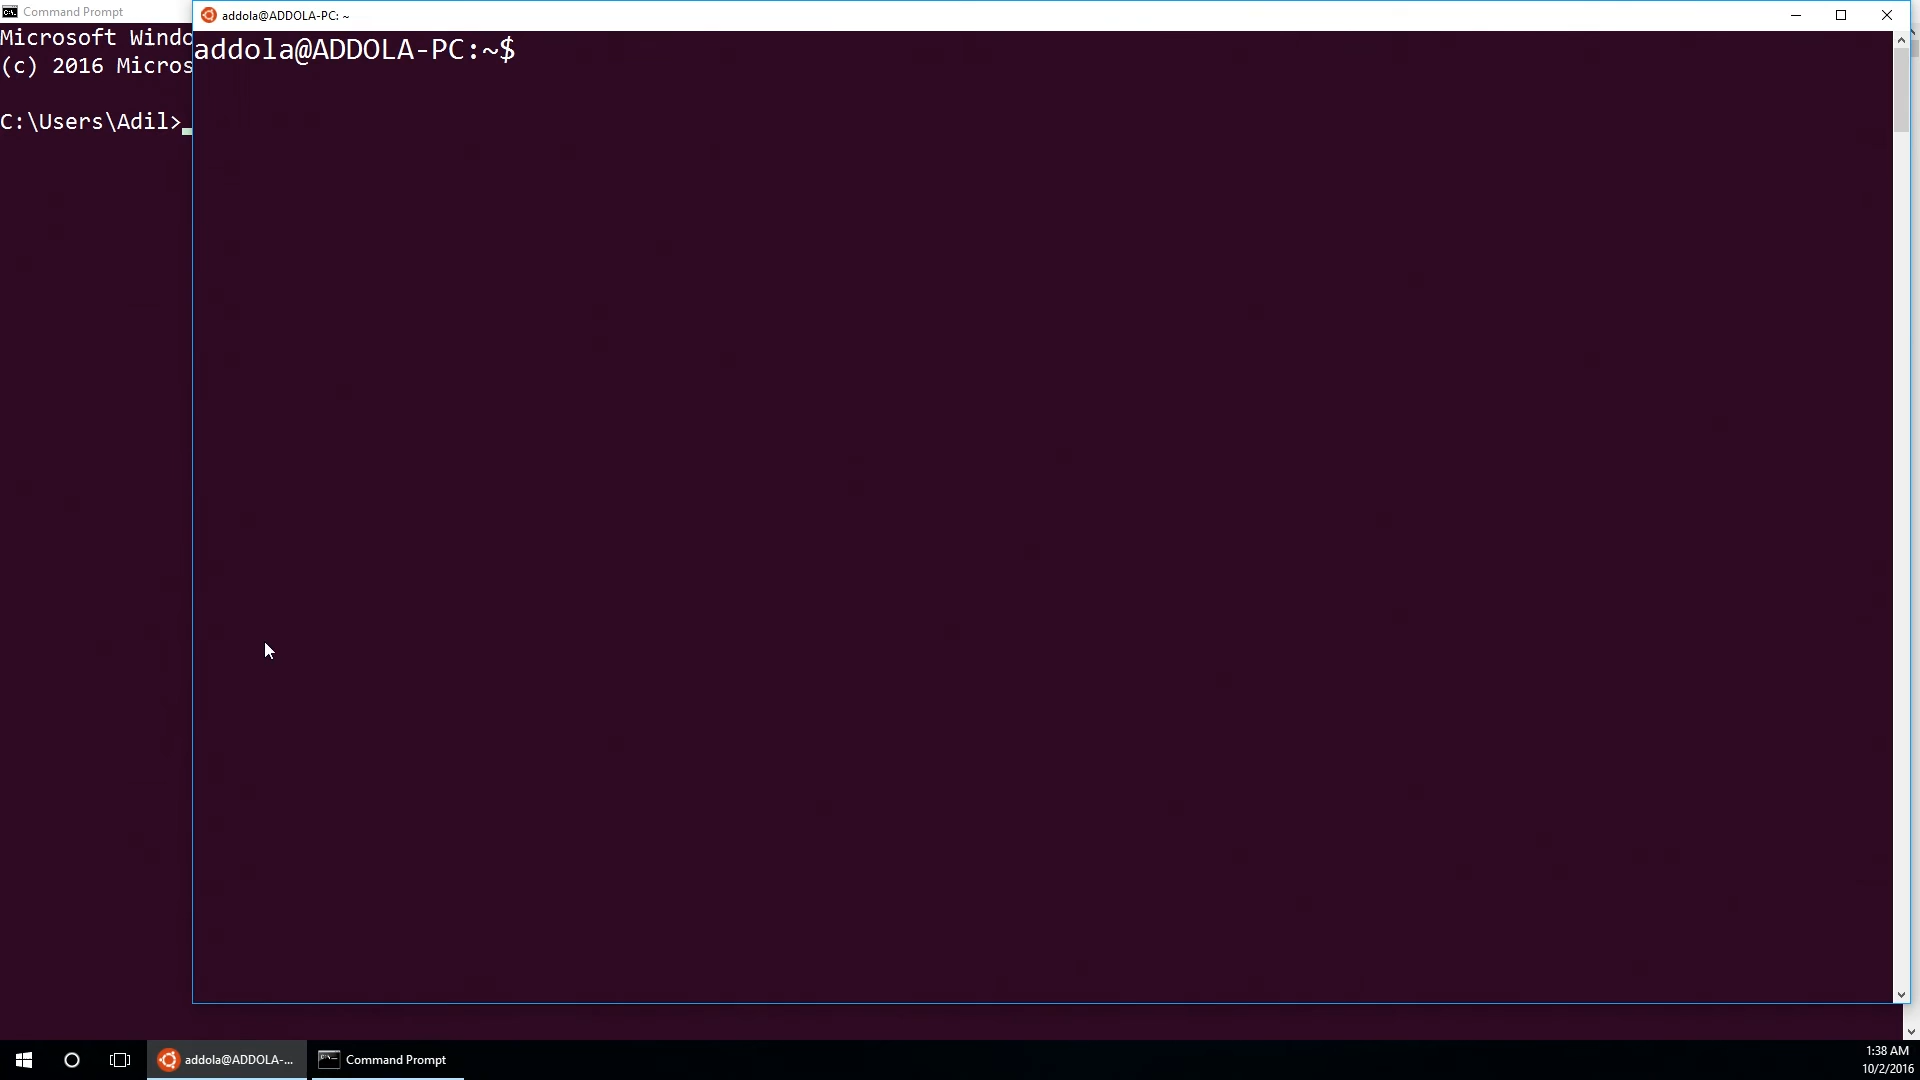 Command Prompt
Microsoft Windo
(c) 2016 Micros
C:\Users\Adil>
addola@ADDOLA-PC: ~
addola@ADDOLA-PC:~$
addola@ADDOLA-...
Command Prompt
1:38 AM
10/2/2016